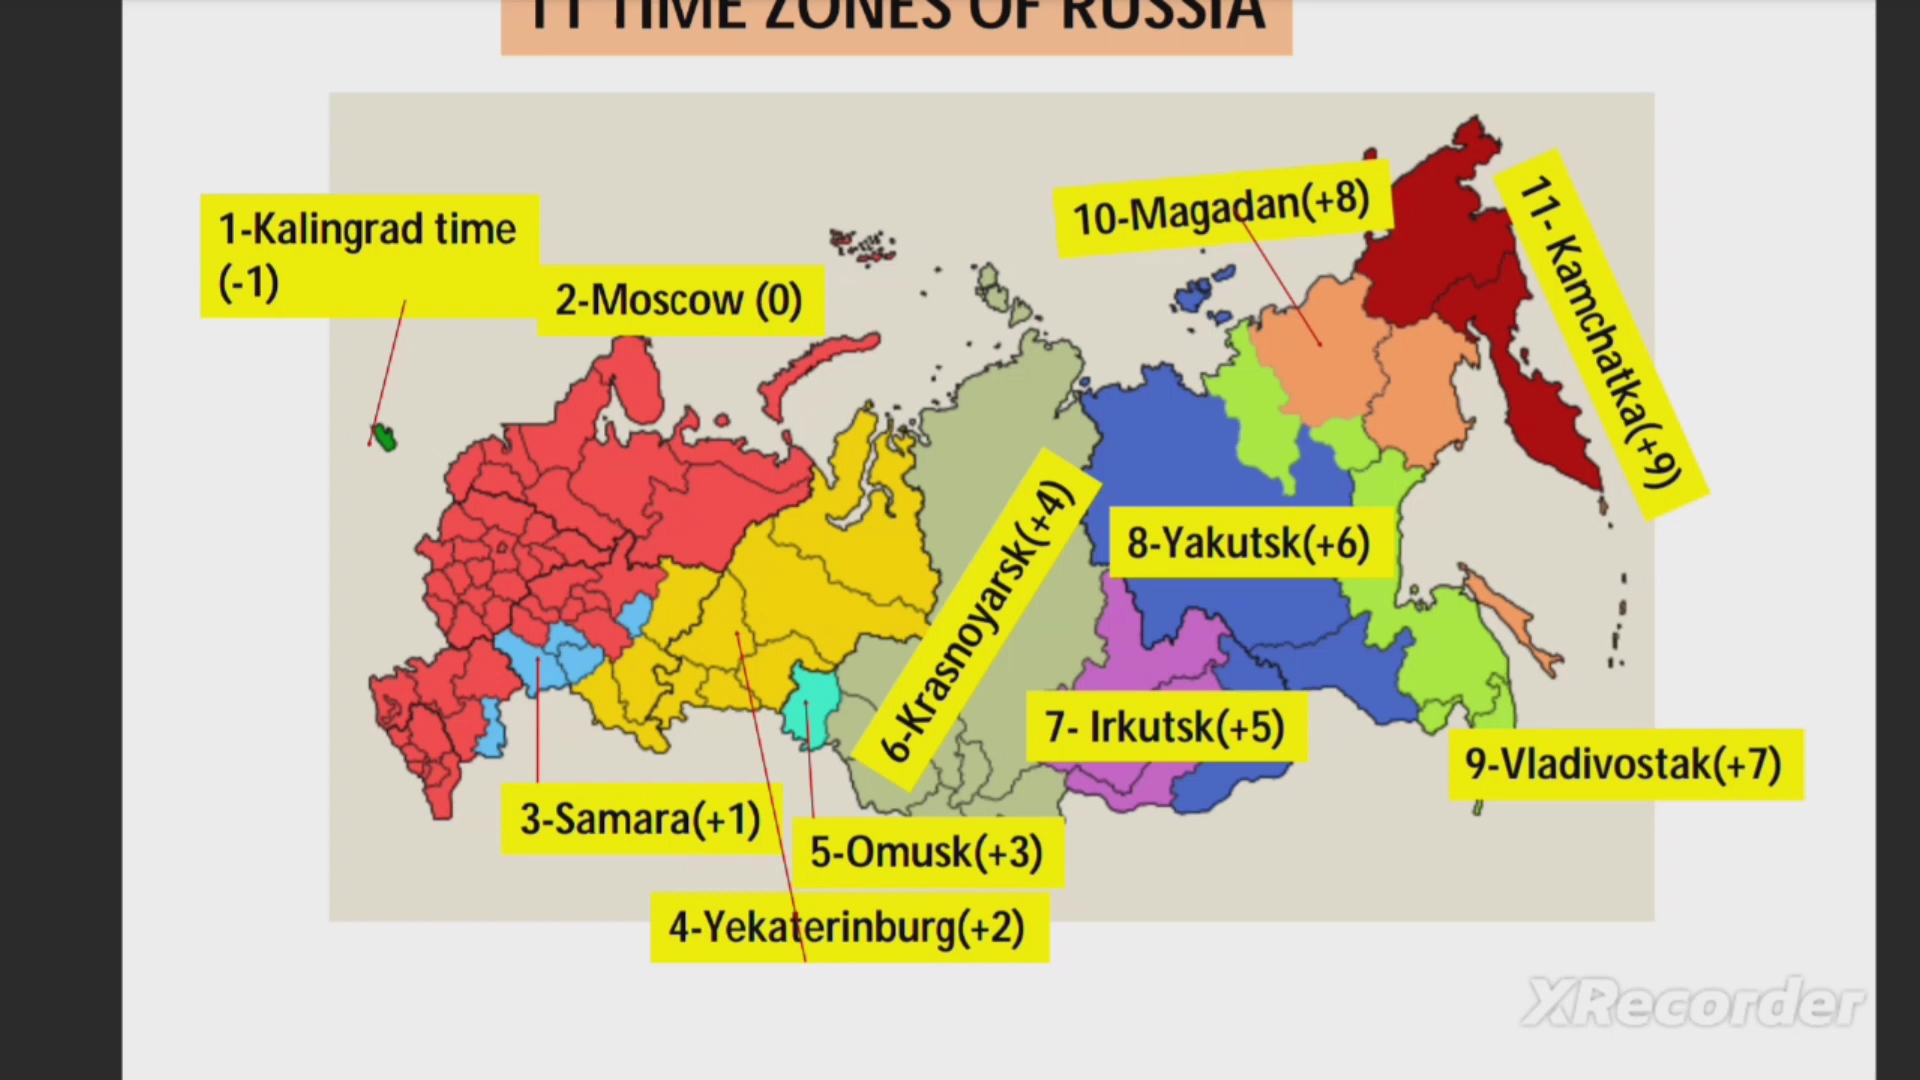 11 TIME ZONES OF RUSSIA
1-Kalingrad time
(-1)
2-Moscow (0)
10-Magadan(+8)
11- Kamchatka(+9)
6-Krasnoyarsk(+4)
8-Yakutsk(+6)
7- Irkutsk(+5)
9-Vladivostak(+7)
3-Samara(+1)
5-Omusk(+3)
4-Yekaterinburg(+2)
XRecorder